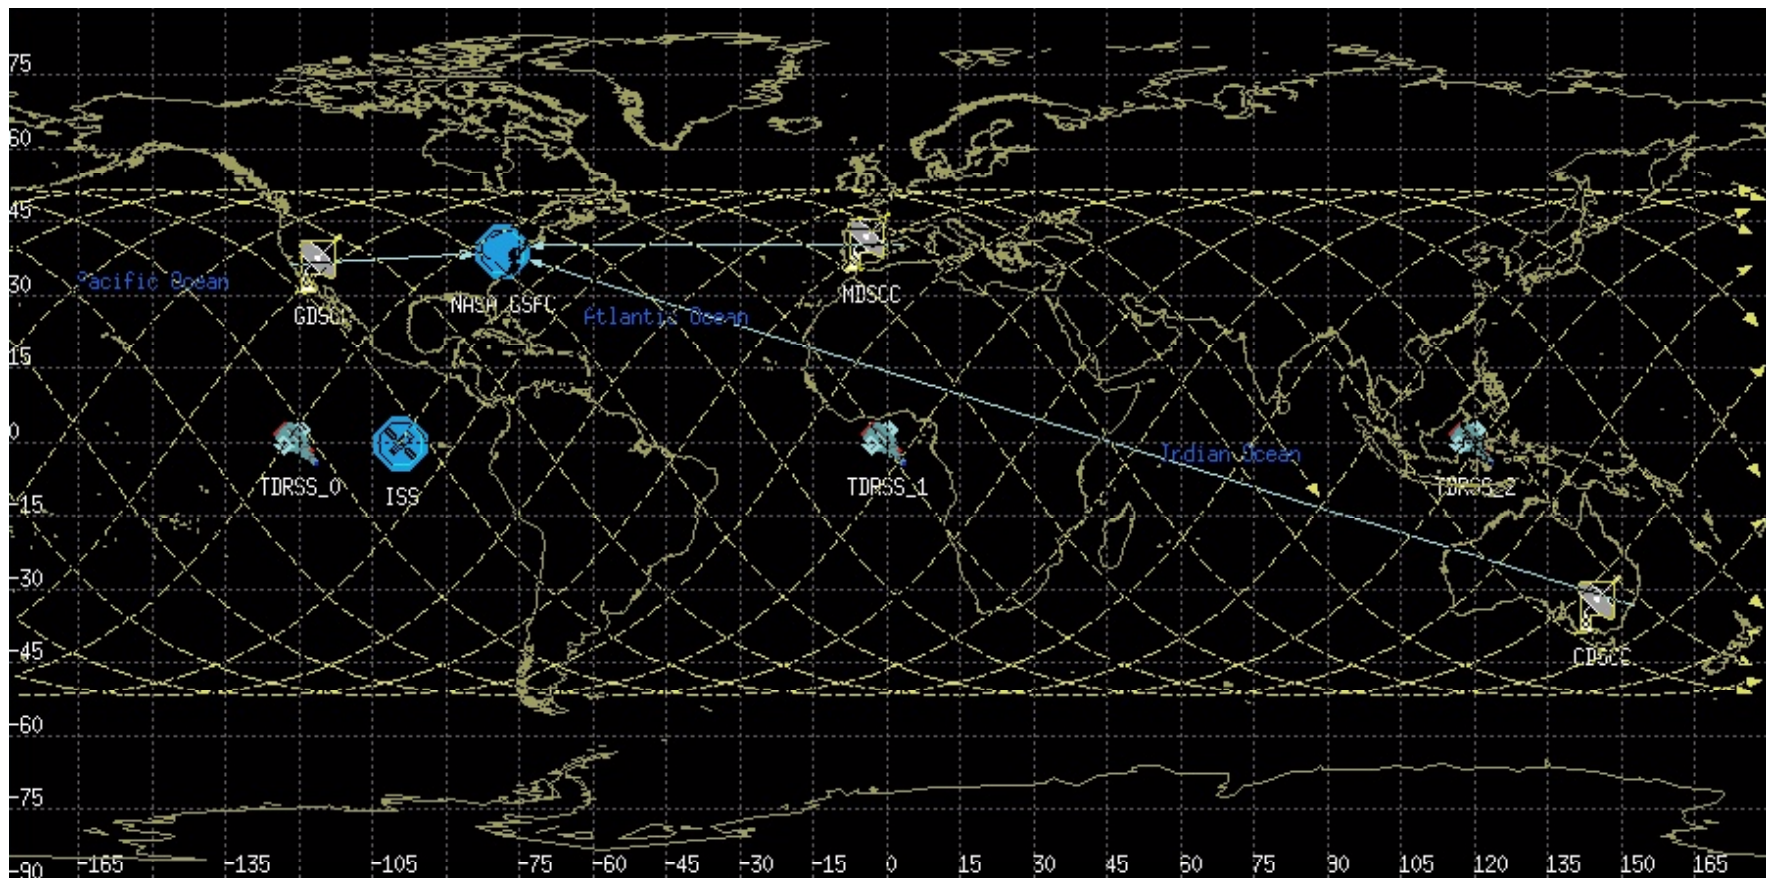 75
60
45
30
15
0
-15
-30
-45
-60
-75
-90
Pacific Ocean
NASA GSFC
MDSCC
Atlantic Ocean
TDRSS_0
ISS
TDRSS_1
Indian Ocean
TDRSS_2
CDSCC
-165 -135 -105 -75 -60 -45 -30 -15 0 15 30 45 60 75 90 105 120 135 150 165